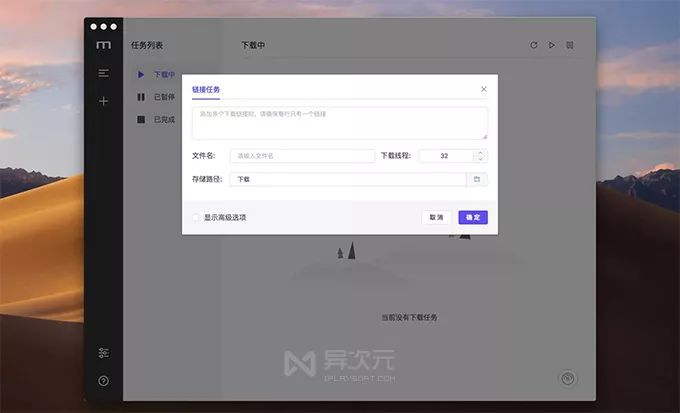 m
任务列表
下载中
下载中
已暂停
已完成
链接任务
添加多个下载链接时，请确保每行只有一个链接
文件名:
请输入文件名
下载线程:
32
存储路径:
下载
显示高级选项
取消
确定
当前没有下载任务
异次元
IPLAYSOFT.COM